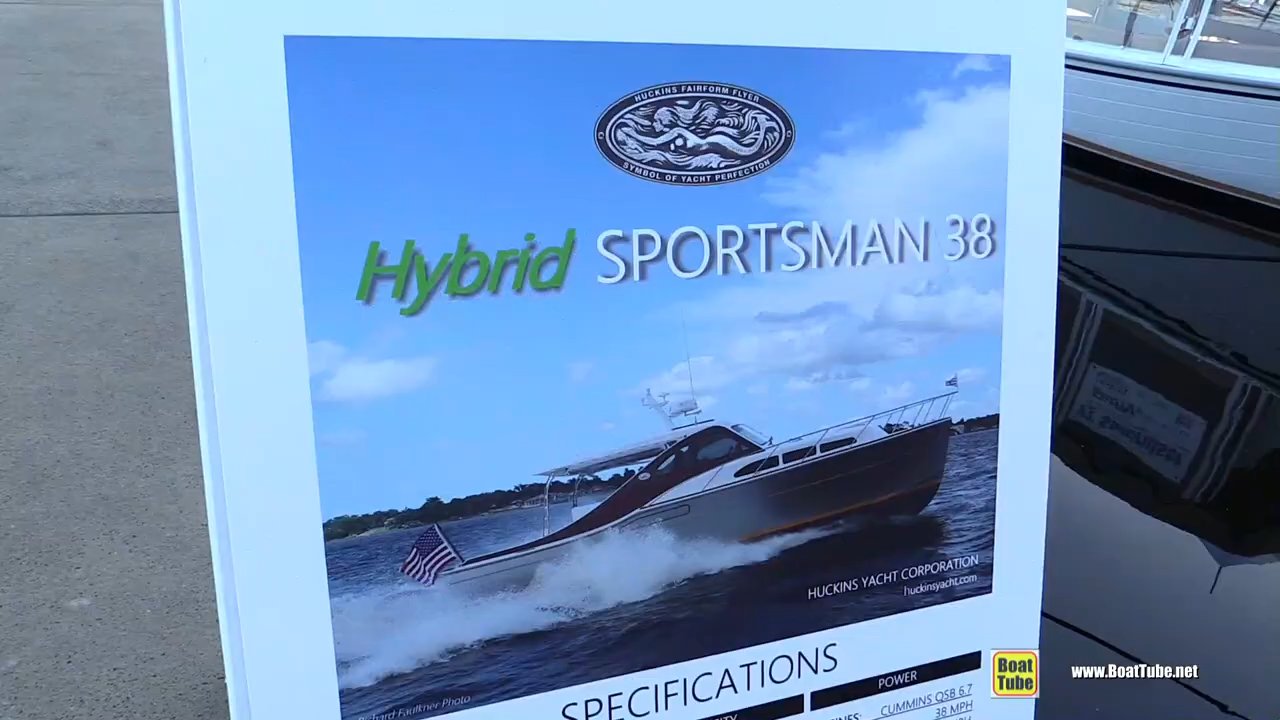 HUCKINS FAIRFORM FLYER
SYMBOL OF YACHT PERFECTION
Hybrid SPORTSMAN 38
HUCKINS YACHT CORPORATION
huckinsyacht.com
Richard Faulkner Photo
SPECIFICATIONS
POWER
CUMMINS QSB 6.7
38 MPH
Boat
Tube
www.BoatTube.net